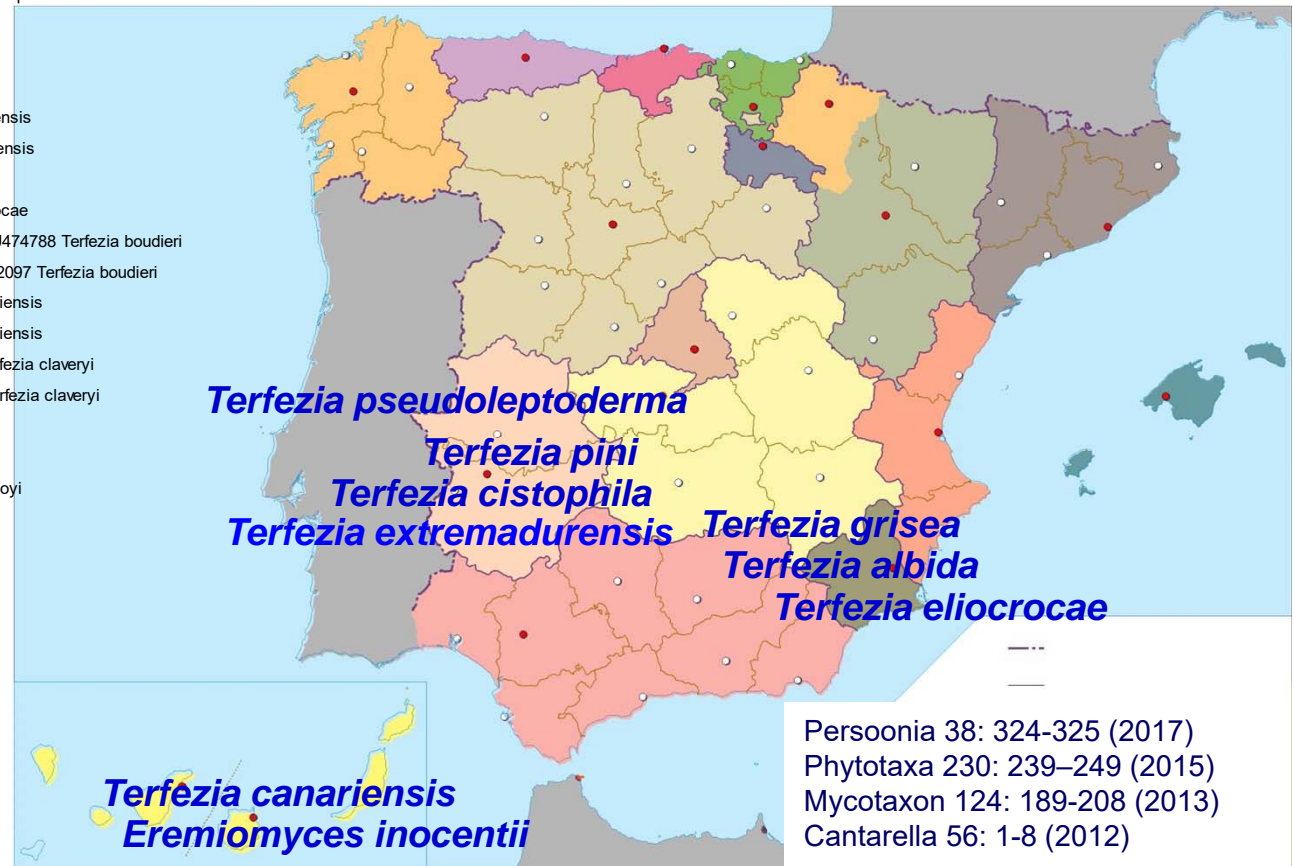 ensis
ensis
ocae
J474788 Terfezia boudieri
2097 Terfezia boudieri
iensis
iensis
fezia claveryi
erfezia claveryi
oyi
Terfezia pseudoleptoderma
Terfezia pini
Terfezia cistophila
Terfezia extremadurensis
Terfezia grisea
Terfezia albida
Terfezia eliocrocae
Terfezia canariensis
Eremiomyces inocentii
Persoonia 38: 324-325 (2017)
Phytotaxa 230: 239–249 (2015)
Mycotaxon 124: 189-208 (2013)
Cantarella 56: 1-8 (2012)